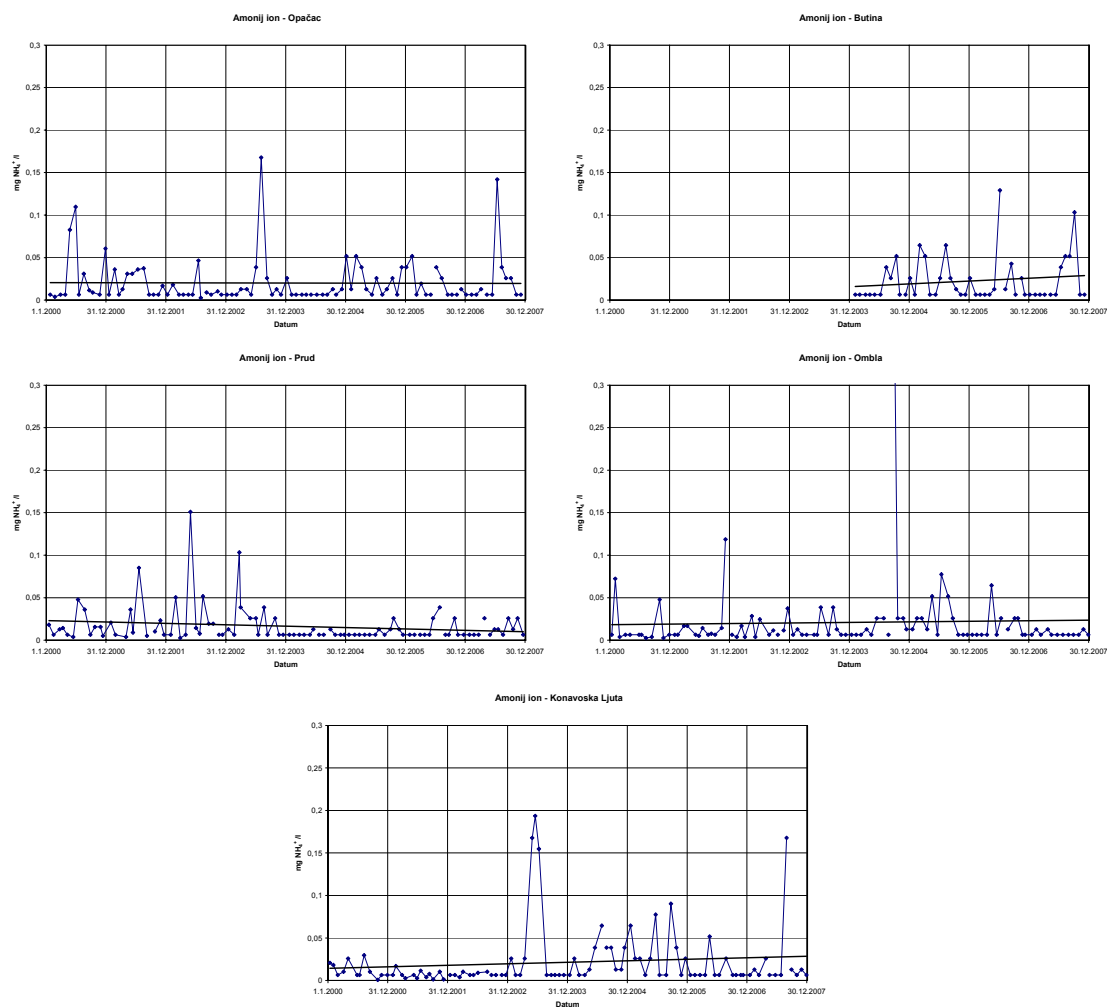 Amonij ion - Opačac
0,3
0,25
0,2
0,15
0,1
0,05
0
mg NH₄⁺ /l
1.1.2000 31.12.2000 31.12.2001 31.12.2002 31.12.2003 30.12.2004 30.12.2005 30.12.2006 30.12.2007
Datum
Amonij ion - Butina
0,3
0,25
0,2
0,15
0,1
0,05
0
mg NH₄⁺ /l
1.1.2000 31.12.2000 31.12.2001 31.12.2002 31.12.2003 30.12.2004 30.12.2005 30.12.2006 30.12.2007
Datum
Amonij ion - Prud
0,3
0,25
0,2
0,15
0,1
0,05
0
mg NH₄⁺ /l
1.1.2000 31.12.2000 31.12.2001 31.12.2002 31.12.2003 30.12.2004 30.12.2005 30.12.2006 30.12.2007
Datum
Amonij ion - Ombla
0,3
0,25
0,2
0,15
0,1
0,05
0
mg NH₄⁺ /l
1.1.2000 31.12.2000 31.12.2001 31.12.2002 31.12.2003 30.12.2004 30.12.2005 30.12.2006 30.12.2007
Datum
Amonij ion - Konavoska Ljuta
0,3
0,25
0,2
0,15
0,1
0,05
0
mg NH₄⁺ /l
1.1.2000 31.12.2000 31.12.2001 31.12.2002 31.12.2003 30.12.2004 30.12.2005 30.12.2006 30.12.2007
Datum